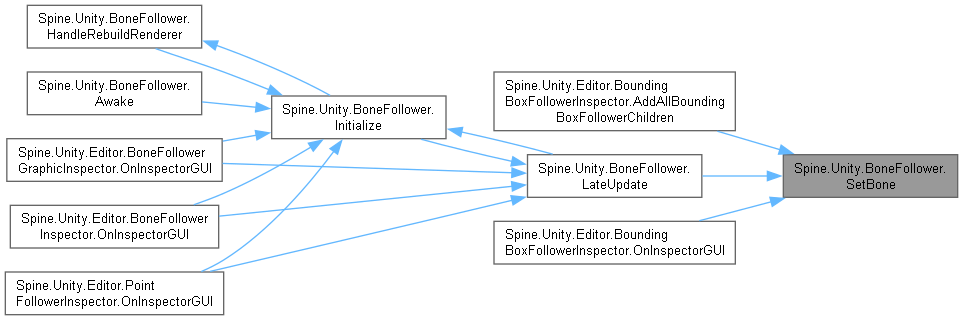 Spine.Unity.BoneFollower.
HandleRebuildRenderer
Spine.Unity.BoneFollower.
Awake
Spine.Unity.Editor.BoneFollower
GraphicInspector.OnInspectorGUI
Spine.Unity.Editor.BoneFollower
Inspector.OnInspectorGUI
Spine.Unity.Editor.Point
FollowerInspector.OnInspectorGUI
Spine.Unity.BoneFollower.
Initialize
Spine.Unity.Editor.Bounding
BoxFollowerInspector.AddAllBounding
BoxFollowerChildren
Spine.Unity.BoneFollower.
LateUpdate
Spine.Unity.Editor.Bounding
BoxFollowerInspector.OnInspectorGUI
Spine.Unity.BoneFollower.
SetBone